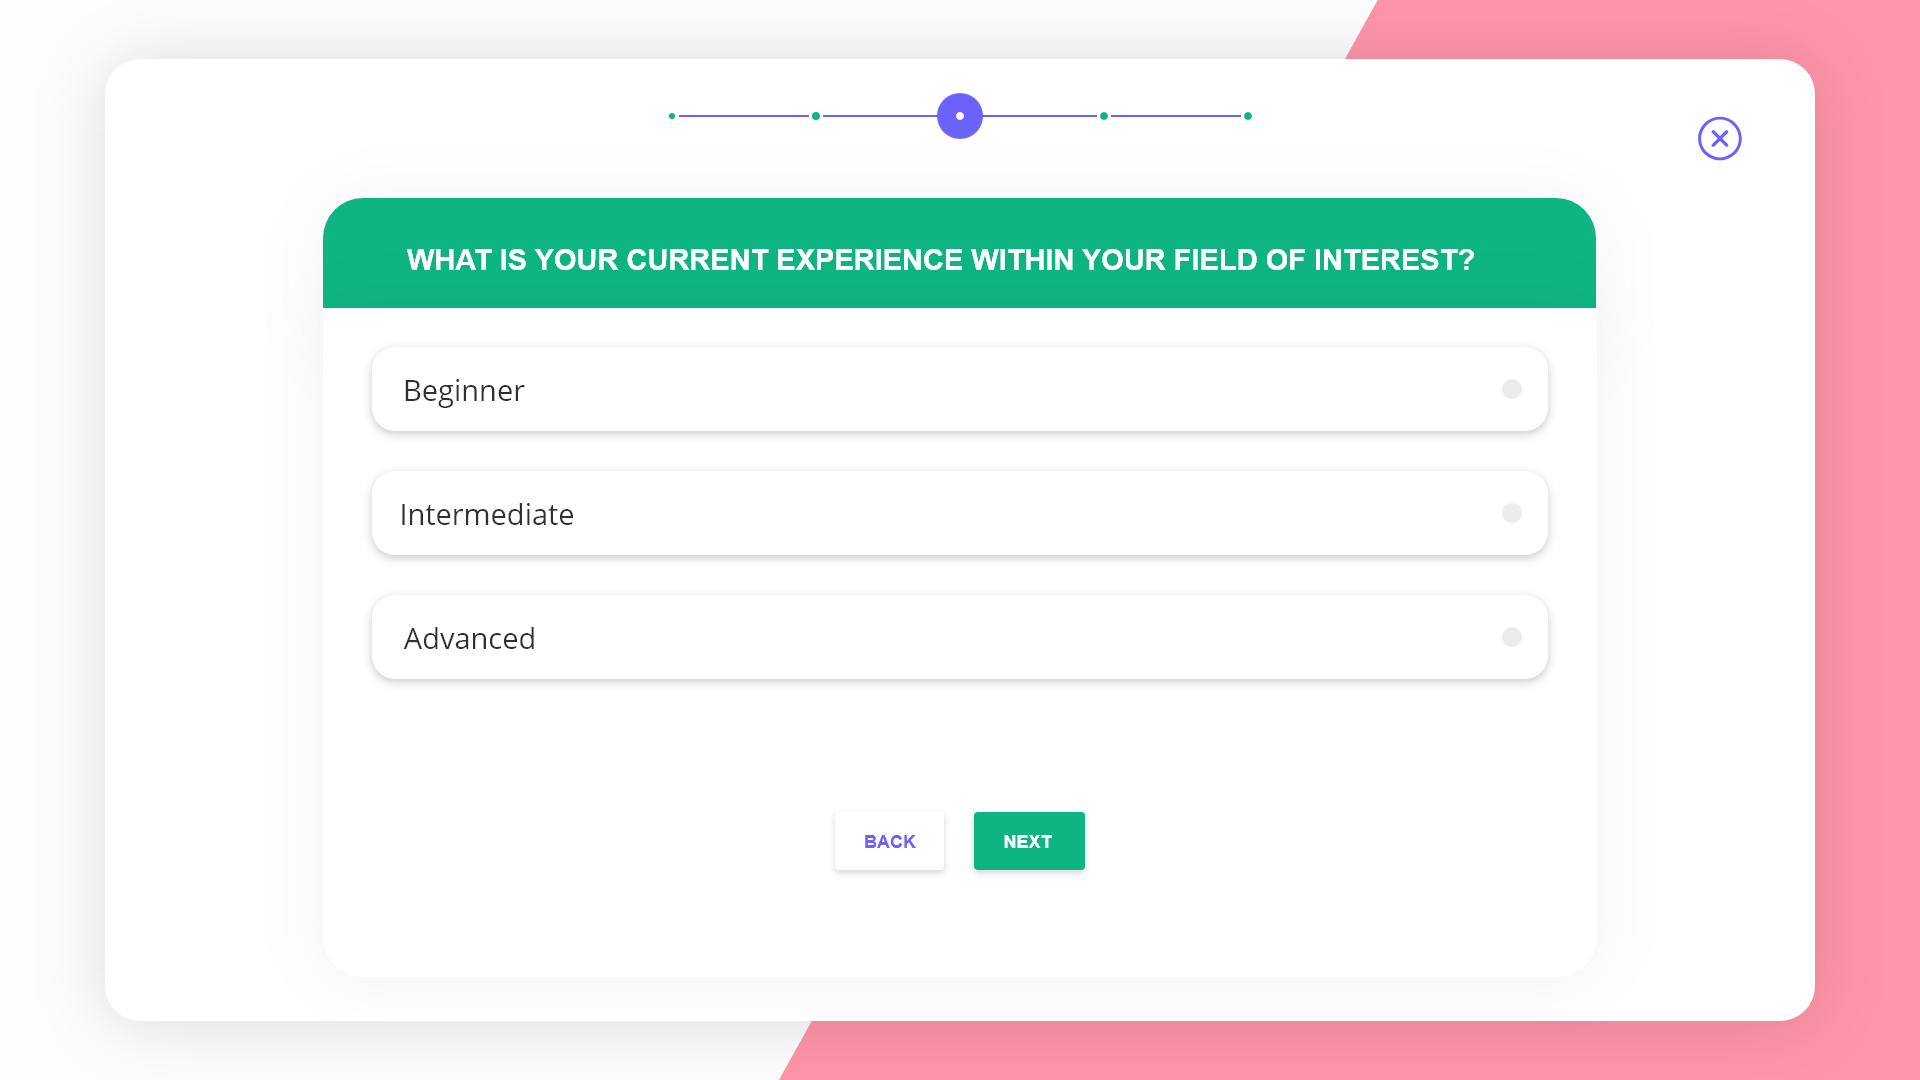 WHAT IS YOUR CURRENT EXPERIENCE WITHIN YOUR FIELD OF INTEREST?
Beginner
Intermediate
Advanced
BACK
NEXT